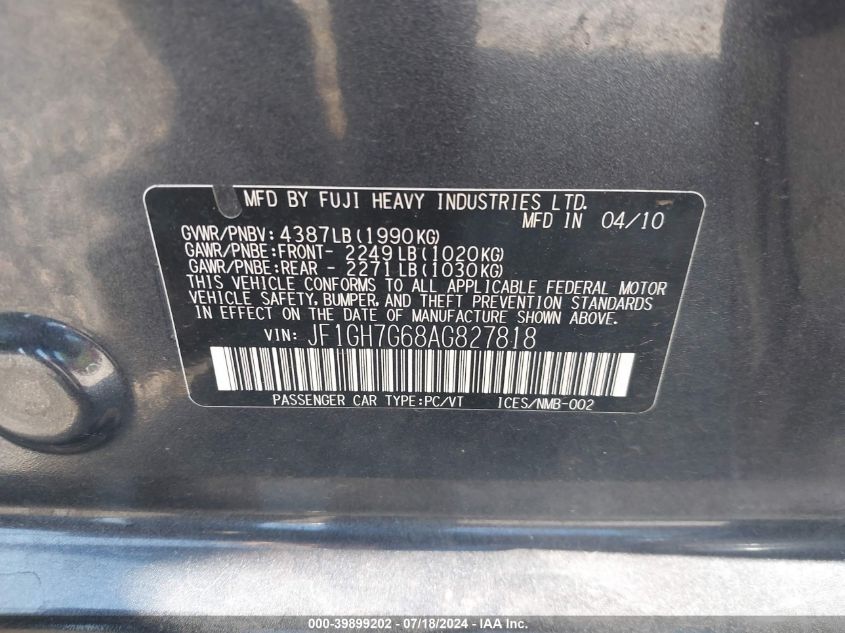 MFD BY FUJI HEAVY INDUSTRIES LTD.
MFD IN 04/10
GVWR/PNBV: 4387LB(1990KG)
GAWR/PNBE:FRONT- 2249LB(1020KG)
GAWR/PNBE:REAR - 2271LB(1030KG)
THIS VEHICLE CONFORMS TO ALL APPLICABLE FEDERAL MOTOR
VEHICLE SAFETY, BUMPER, AND THEFT PREVENTION STANDARDS
IN EFFECT ON THE DATE OF MANUFACTURE SHOWN ABOVE.
VIN: JF1GH7G68AG827818
PASSENGER CAR TYPE:PC/VT ICES/NMB-002
000-39899202 - 07/18/2024 - IAA Inc.